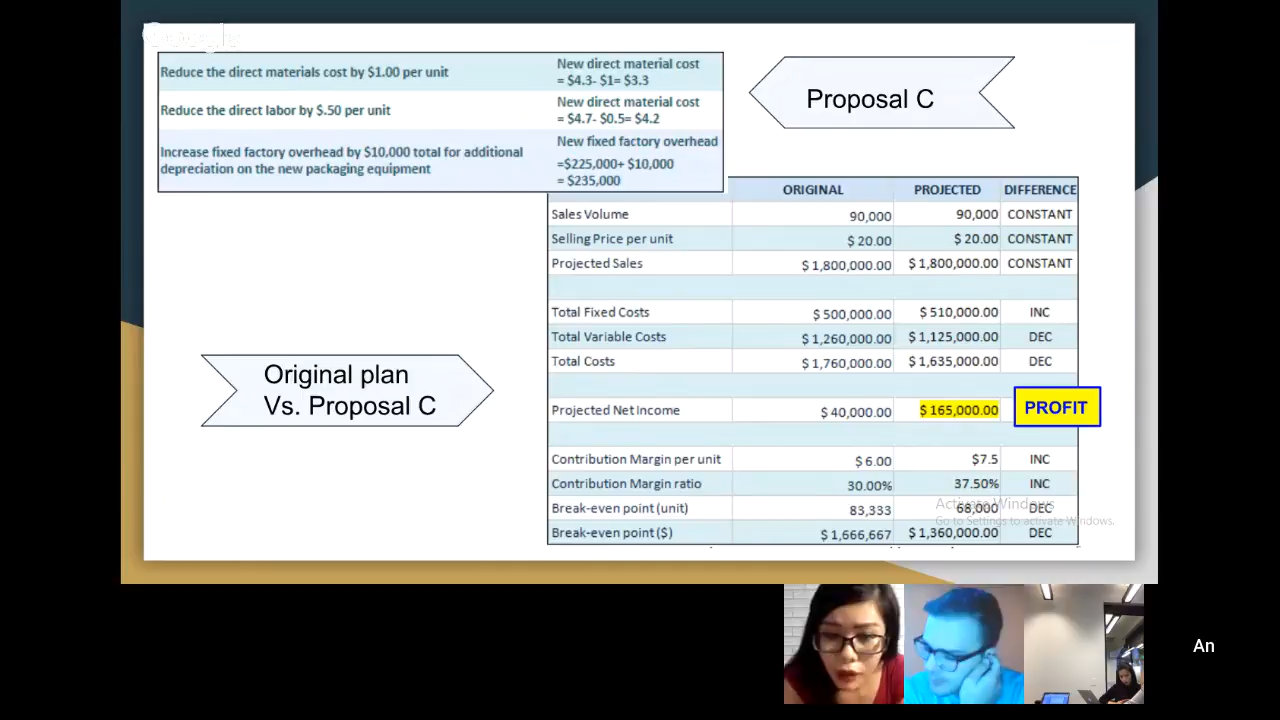 Reduce the direct materials cost by $1.00 per unit
New direct material cost
= $4.3- $1= $3.3
Reduce the direct labor by $.50 per unit
New direct material cost
= $4.7- $0.5= $4.2
Increase fixed factory overhead by $10,000 total for additional
depreciation on the new packaging equipment
New fixed factory overhead
=$225,000+ $10,000
= $235,000
Proposal C
ORIGINAL PROJECTED DIFFERENCE
Sales Volume 90,000 90,000 CONSTANT
Selling Price per unit $ 20.00 $ 20.00 CONSTANT
Projected Sales $ 1,800,000.00 $ 1,800,000.00 CONSTANT
Total Fixed Costs $ 500,000.00 $ 510,000.00 INC
Total Variable Costs $ 1,260,000.00 $ 1,125,000.00 DEC
Total Costs $ 1,760,000.00 $ 1,635,000.00 DEC
Projected Net Income $ 40,000.00 $ 165,000.00 PROFIT
Contribution Margin per unit $ 6.00 $7.5 INC
Contribution Margin ratio 30.00% 37.50% INC
Break-even point (unit) 83,333 68,000 DEC
Break-even point ($) $ 1,666,667 $ 1,360,000.00 DEC
Original plan
Vs. Proposal C
Activate Windows
Go to Settings to activate Windows.
An